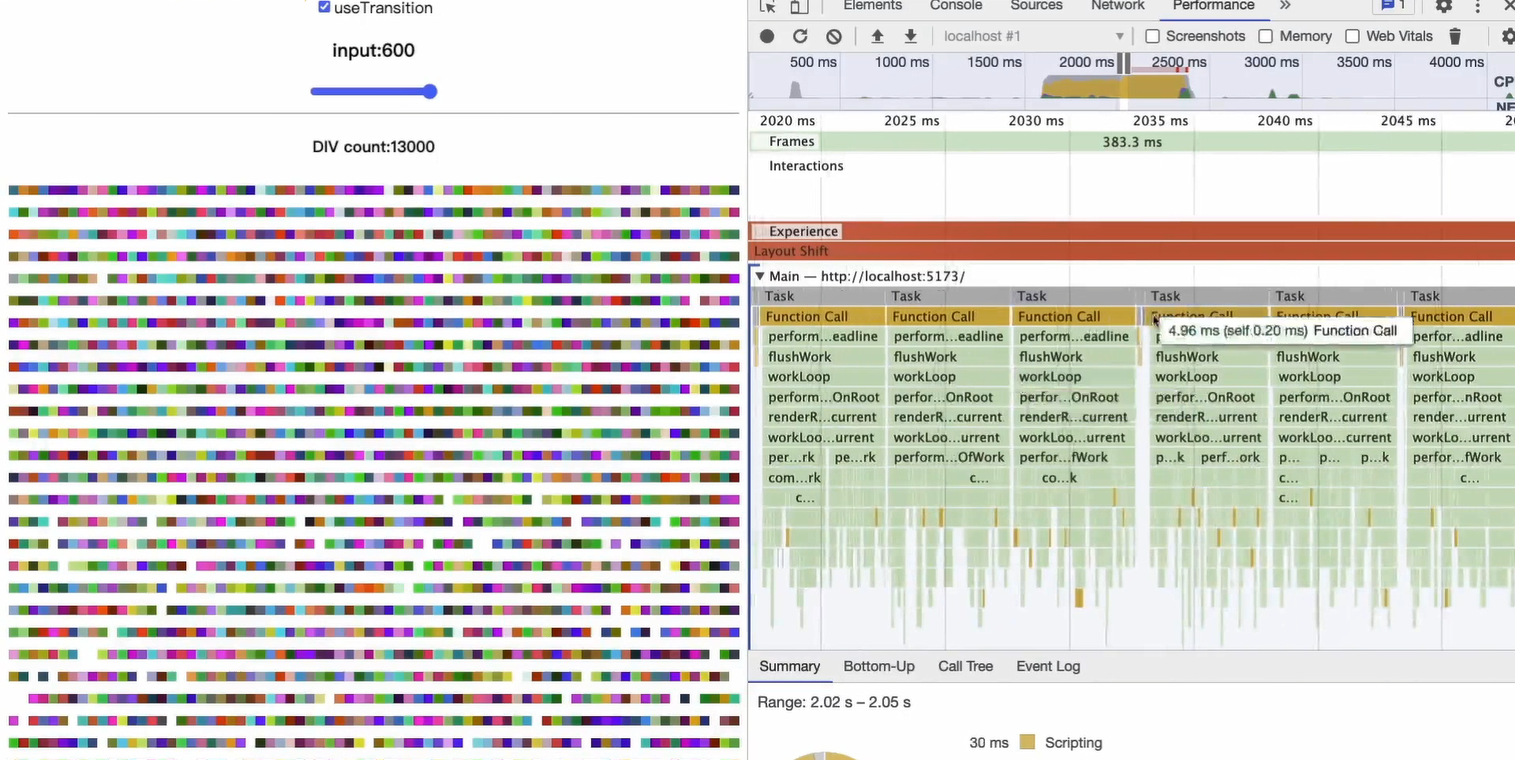 useTransition
input:600
DIV count:13000
Elements Console Sources Network Performance 1
localhost #1 Screenshots Memory Web Vitals
500 ms 1000 ms 1500 ms 2000 ms 2500 ms 3000 ms 3500 ms 4000 ms CP
NE
2020 ms 2025 ms 2030 ms 2035 ms 2040 ms 2045 ms
Frames 383.3 ms
Interactions
Experience
Layout Shift
Main — http://localhost:5173/
Task Task Task Task Task Task
Function Call Function Call Function Call Function Call Function Call Function Call
4.96 ms (self 0.20 ms) Function Call
perform…eadline perform…eadline perform…eadline perform…adline
flushWork flushWork flushWork flushWork flushWork flushWork
workLoop workLoop workLoop workLoop workLoop workLoop
perform…OnRoot perfor…OnRoot perfor…OnRoot perfor…OnRoot perform…OnRoot perfor…nRoot
renderR…current renderR…current renderR…current renderR…urrent renderR…current render…urrent
workLoo…urrent workLoo…urrent workLoo…urrent workLoo…urrent workLoo…current workLo…urrent
per…rk pe…rk perform…OfWork perfor…fWork p…k perf…ork p… p… p…k perfor…fWork
com…rk c… co…k c… c…
c… c…
Summary Bottom-Up Call Tree Event Log
Range: 2.02 s – 2.05 s
30 ms Scripting